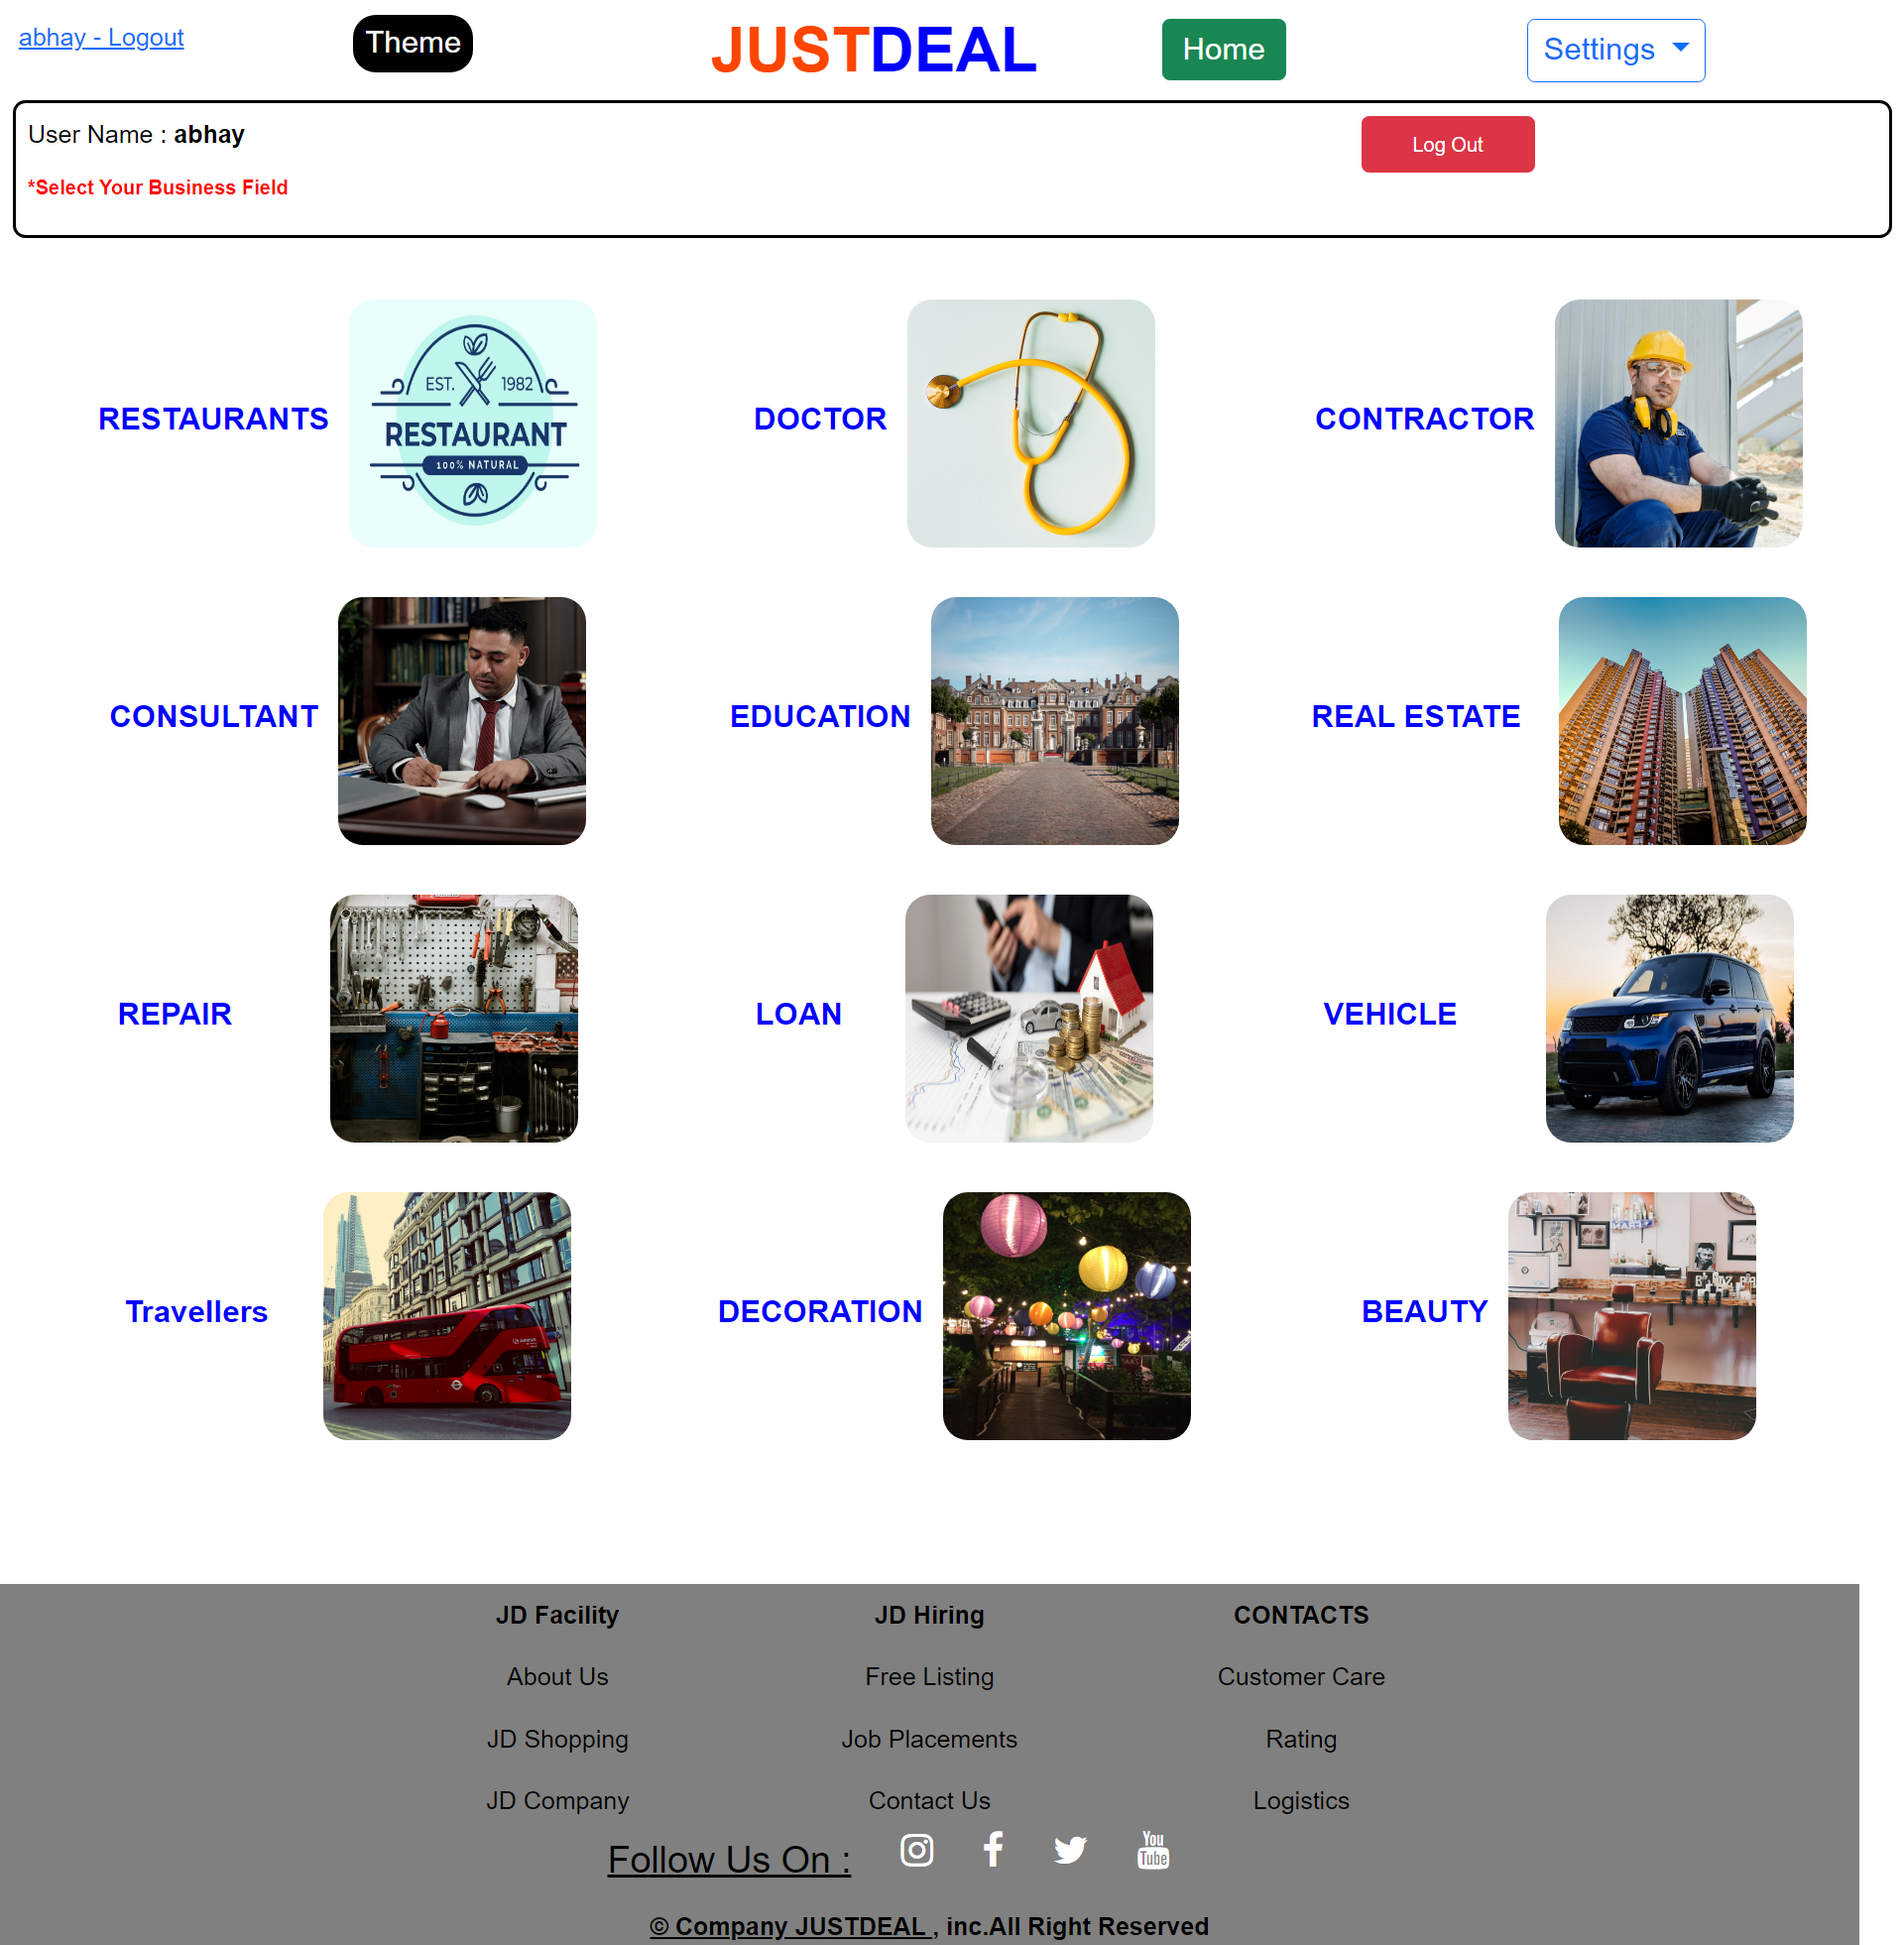 abhay - Logout
Theme
JUSTDEAL
Home
Settings
User Name : abhay
Log Out
*Select Your Business Field
RESTAURANTS
EST. 1982
RESTAURANT
100% NATURAL
DOCTOR
CONTRACTOR
CONSULTANT
EDUCATION
REAL ESTATE
REPAIR
LOAN
VEHICLE
Travellers
DECORATION
BEAUTY
JD Facility
JD Hiring
CONTACTS
About Us
Free Listing
Customer Care
JD Shopping
Job Placements
Rating
JD Company
Contact Us
Logistics
Follow Us On :
You
Tube
© Company JUSTDEAL , inc.All Right Reserved